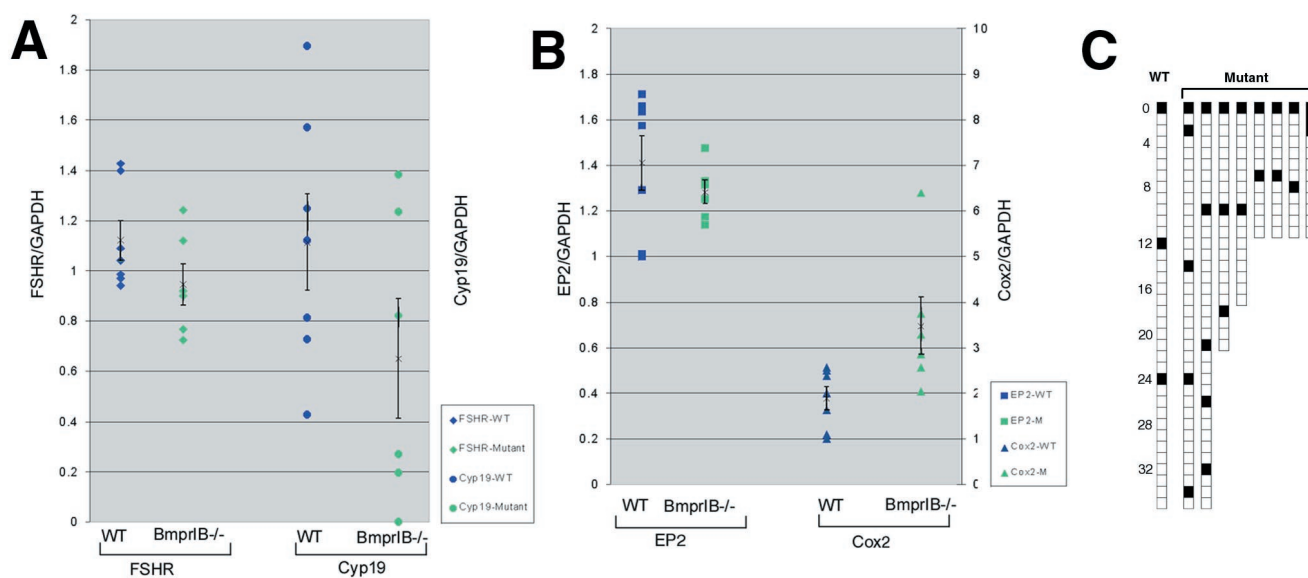 A
2
1.8
1.6
1.4
1.2
1
0.8
0.6
0.4
0.2
0
FSHR/GAPDH
Cyp19/GAPDH
FSHR-WT
FSHR-Mutant
Cyp19-WT
Cyp19-Mutant
WT BmprIB-/- WT BmprIB-/-
FSHR Cyp19
B
2
1.8
1.6
1.4
1.2
1
0.8
0.6
0.4
0.2
0
EP2/GAPDH
10
9
8
7
6
5
4
3
2
1
Cox2/GAPDH
EP2-WT
EP2-M
Cox2-WT
Cox2-M
WT BmprIB-/- WT BmprIB-/-
EP2 Cox2
C
WT Mutant
0
4
8
12
16
20
24
28
32